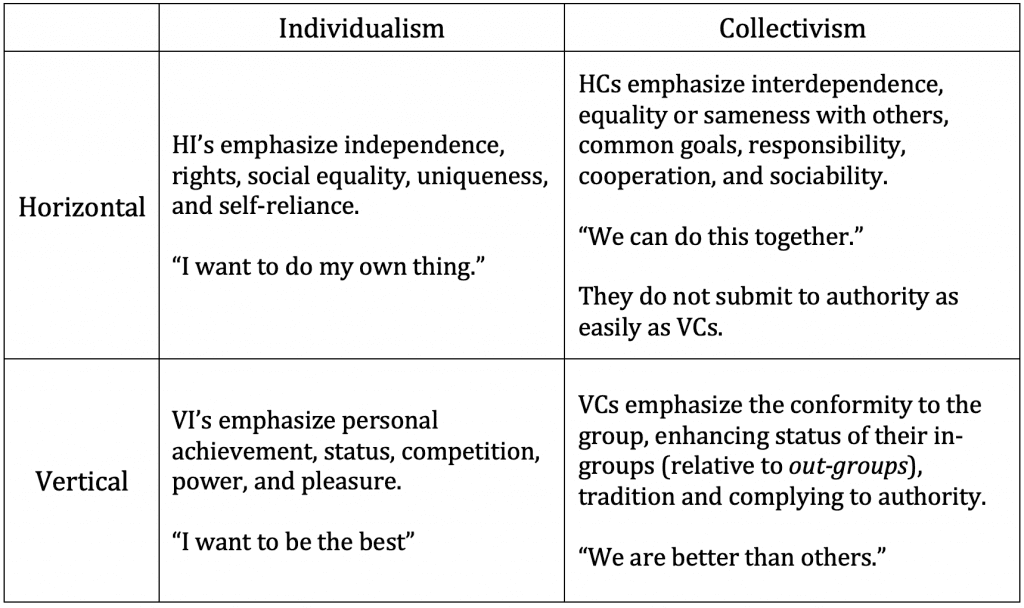 Individualism
Collectivism
Horizontal
HI’s emphasize independence,
rights, social equality, uniqueness,
and self-reliance.
“I want to do my own thing.”
HCs emphasize interdependence,
equality or sameness with others,
common goals, responsibility,
cooperation, and sociability.
“We can do this together.”
They do not submit to authority as
easily as VCs.
Vertical
VI’s emphasize personal
achievement, status, competition,
power, and pleasure.
“I want to be the best”
VCs emphasize the conformity to the
group, enhancing status of their in-
groups (relative to out-groups),
tradition and complying to authority.
“We are better than others.”